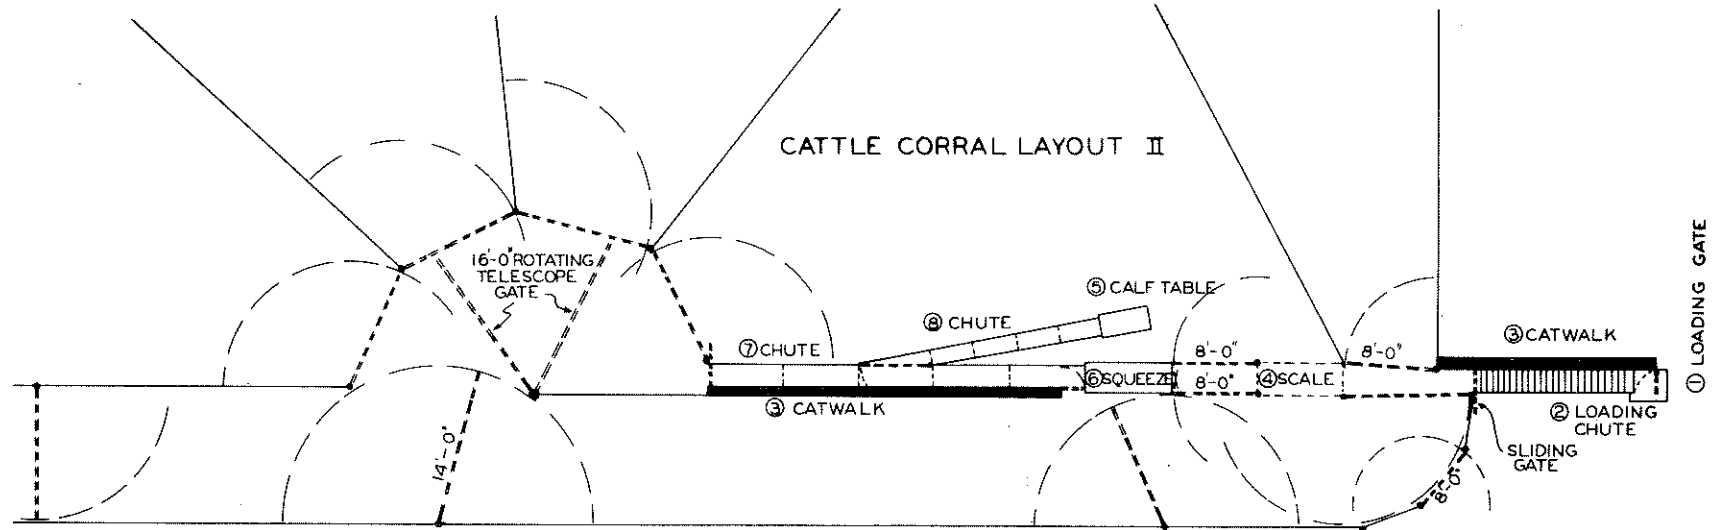 CATTLE CORRAL LAYOUT II
16'-0" ROTATING
TELESCOPE
GATE
⑤ CALF TABLE
⑧ CHUTE
⑦ CHUTE
③ CATWALK
⑥ SQUEEZE
8'-0"
8'-0"
④ SCALE
8'-0"
③ CATWALK
① LOADING GATE
② LOADING
CHUTE
SLIDING
GATE
8'-0"
14'-0"